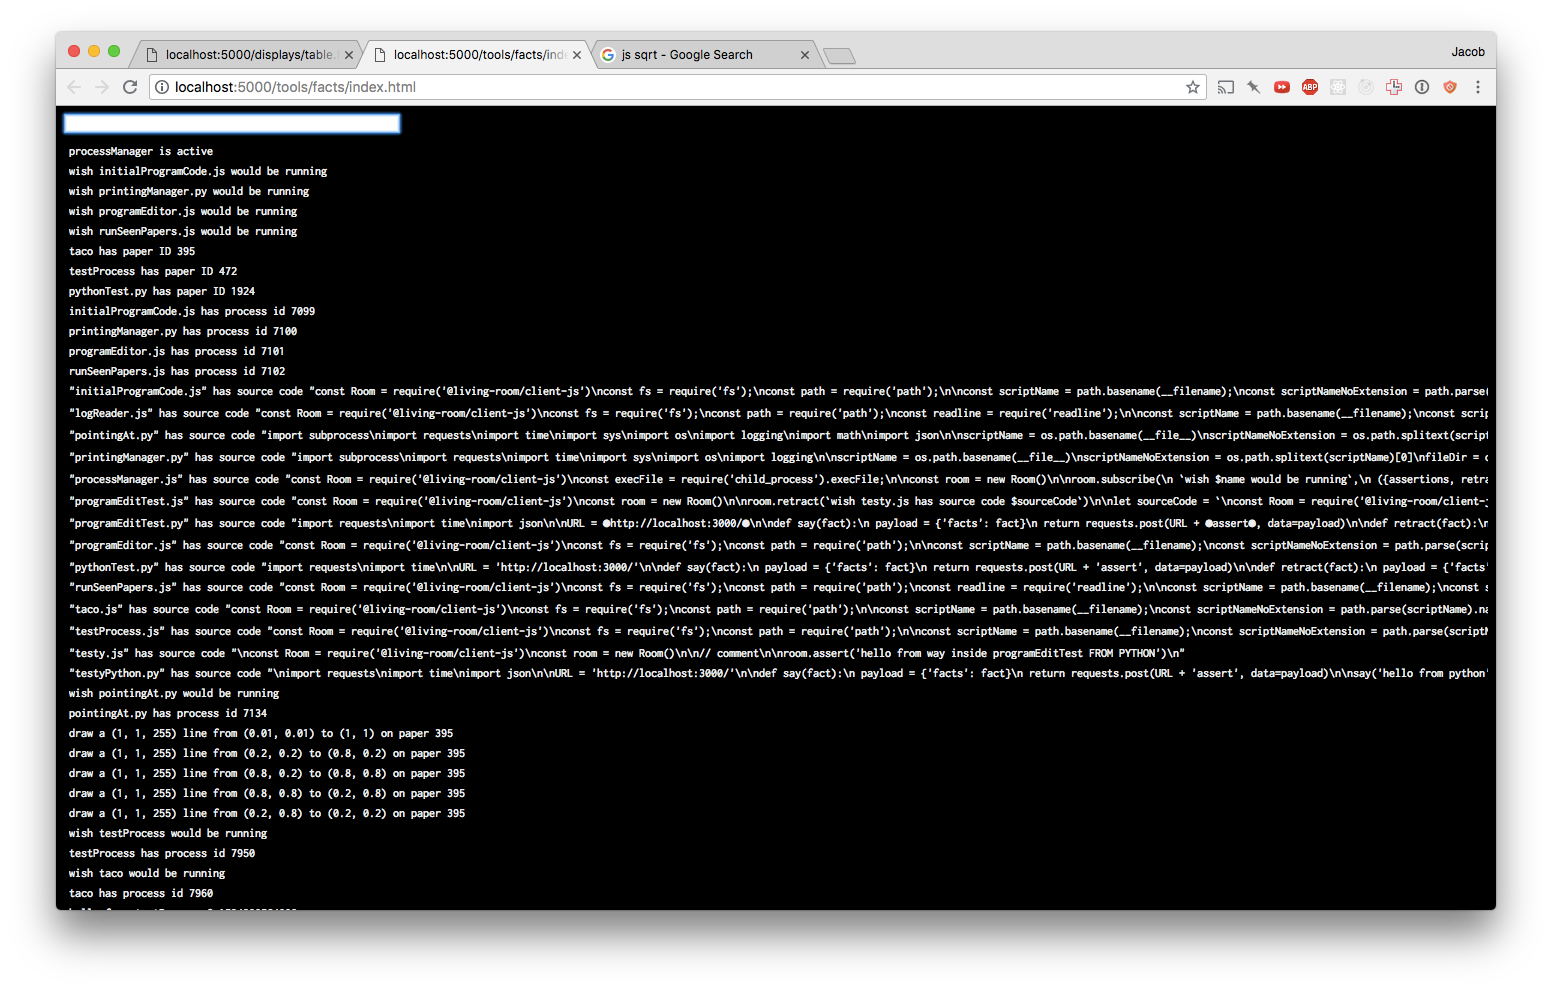 localhost:5000/displays/table.
localhost:5000/tools/facts/inde
js sqrt - Google Search
Jacob
localhost:5000/tools/facts/index.html
ABP
processManager is active
wish initialProgramCode.js would be running
wish printingManager.py would be running
wish programEditor.js would be running
wish runSeenPapers.js would be running
taco has paper ID 395
testProcess has paper ID 472
pythonTest.py has paper ID 1924
initialProgramCode.js has process id 7099
printingManager.py has process id 7100
programEditor.js has process id 7101
runSeenPapers.js has process id 7102
"initialProgramCode.js" has source code "const Room = require('@living-room/client-js')\nconst fs = require('fs');\nconst path = require('path');\n\nconst scriptName = path.basename(__filename);\nconst scriptNameNoExtension = path.parse(
"logReader.js" has source code "const Room = require('@living-room/client-js')\nconst fs = require('fs');\nconst path = require('path');\nconst readline = require('readline');\n\nconst scriptName = path.basename(__filename);\nconst scrip
"pointingAt.py" has source code "import subprocess\nimport requests\nimport time\nimport sys\nimport os\nimport logging\nimport math\nimport json\n\nscriptName = os.path.basename(__file__)\nscriptNameNoExtension = os.path.splitext(script
"printingManager.py" has source code "import subprocess\nimport requests\nimport time\nimport sys\nimport os\nimport logging\n\nscriptName = os.path.basename(__file__)\nscriptNameNoExtension = os.path.splitext(scriptName)[0]\nfileDir = o
"processManager.js" has source code "const Room = require('@living-room/client-js')\nconst execFile = require('child_process').execFile;\n\nconst room = new Room()\n\nroom.subscribe(\n `wish $name would be running`,\n ({assertions, retra
"programEditTest.js" has source code "const Room = require('@living-room/client-js')\nconst room = new Room()\n\nroom.retract(`wish testy.js has source code $sourceCode`)\n\nlet sourceCode = `\nconst Room = require('@living-room/client-j
"programEditTest.py" has source code "import requests\nimport time\nimport json\n\nURL = ●http://localhost:3000/●\n\ndef say(fact):\n payload = {'facts': fact}\n return requests.post(URL + ●assert●, data=payload)\n\ndef retract(fact):\n
"programEditor.js" has source code "const Room = require('@living-room/client-js')\nconst fs = require('fs');\nconst path = require('path');\n\nconst scriptName = path.basename(__filename);\nconst scriptNameNoExtension = path.parse(scrip
"pythonTest.py" has source code "import requests\nimport time\n\nURL = 'http://localhost:3000/'\n\ndef say(fact):\n payload = {'facts': fact}\n return requests.post(URL + 'assert', data=payload)\n\ndef retract(fact):\n payload = {'facts'
"runSeenPapers.js" has source code "const Room = require('@living-room/client-js')\nconst fs = require('fs');\nconst path = require('path');\nconst readline = require('readline');\n\nconst scriptName = path.basename(__filename);\nconst s
"taco.js" has source code "const Room = require('@living-room/client-js')\nconst fs = require('fs');\nconst path = require('path');\n\nconst scriptName = path.basename(__filename);\nconst scriptNameNoExtension = path.parse(scriptName).na
"testProcess.js" has source code "const Room = require('@living-room/client-js')\nconst fs = require('fs');\nconst path = require('path');\n\nconst scriptName = path.basename(__filename);\nconst scriptNameNoExtension = path.parse(scriptN
"testy.js" has source code "\nconst Room = require('@living-room/client-js')\nconst room = new Room()\n\n// comment\n\nroom.assert('hello from way inside programEditTest FROM PYTHON')\n"
"testyPython.py" has source code "\nimport requests\nimport time\nimport json\n\nURL = 'http://localhost:3000/'\n\ndef say(fact):\n payload = {'facts': fact}\n return requests.post(URL + 'assert', data=payload)\n\nsay('hello from python'
wish pointingAt.py would be running
pointingAt.py has process id 7134
draw a (1, 1, 255) line from (0.01, 0.01) to (1, 1) on paper 395
draw a (1, 1, 255) line from (0.2, 0.2) to (0.8, 0.2) on paper 395
draw a (1, 1, 255) line from (0.8, 0.2) to (0.8, 0.8) on paper 395
draw a (1, 1, 255) line from (0.8, 0.8) to (0.2, 0.8) on paper 395
draw a (1, 1, 255) line from (0.2, 0.8) to (0.2, 0.2) on paper 395
wish testProcess would be running
testProcess has process id 7950
wish taco would be running
taco has process id 7960